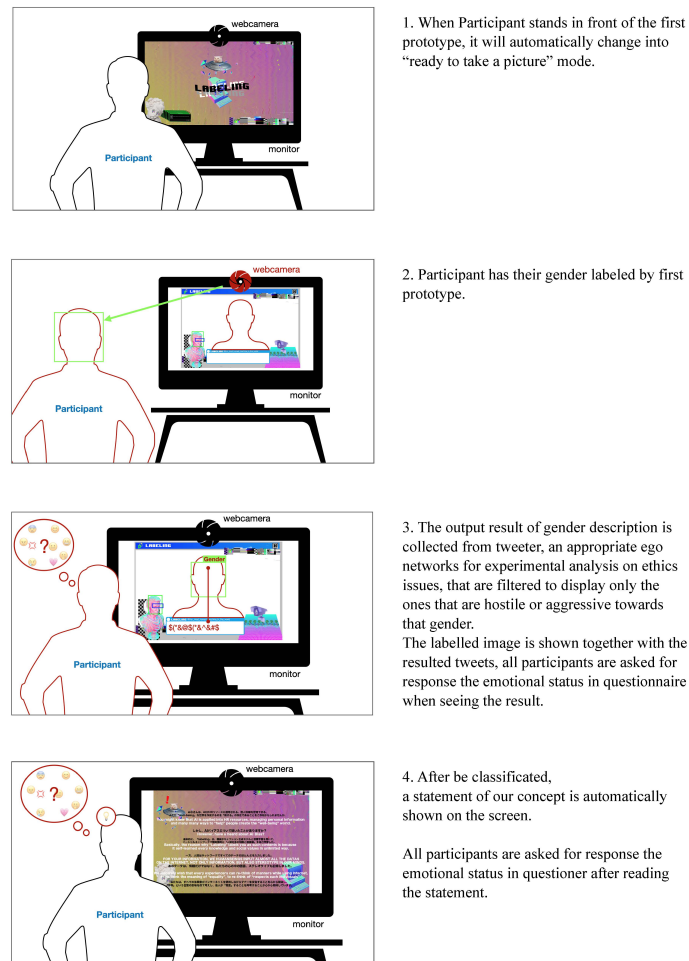 webcamera
LABELING
monitor
Participant
1. When Participant stands in front of the first
prototype, it will automatically change into
“ready to take a picture” mode.
webcamera
LABELING
monitor
Participant
2. Participant has their gender labeled by first
prototype.
webcamera
LABELING
Gender
$(*&@$(*&^&#$
?
monitor
Participant
3. The output result of gender description is
collected from tweeter, an appropriate ego
networks for experimental analysis on ethics
issues, that are filtered to display only the
ones that are hostile or aggressive towards
that gender.
The labelled image is shown together with the
resulted tweets, all participants are asked for
response the emotional status in questionnaire
when seeing the result.
webcamera
?
monitor
Participant
4. After be classificated,
a statement of our concept is automatically
shown on the screen.
All participants are asked for response the
emotional status in questioner after reading
the statement.